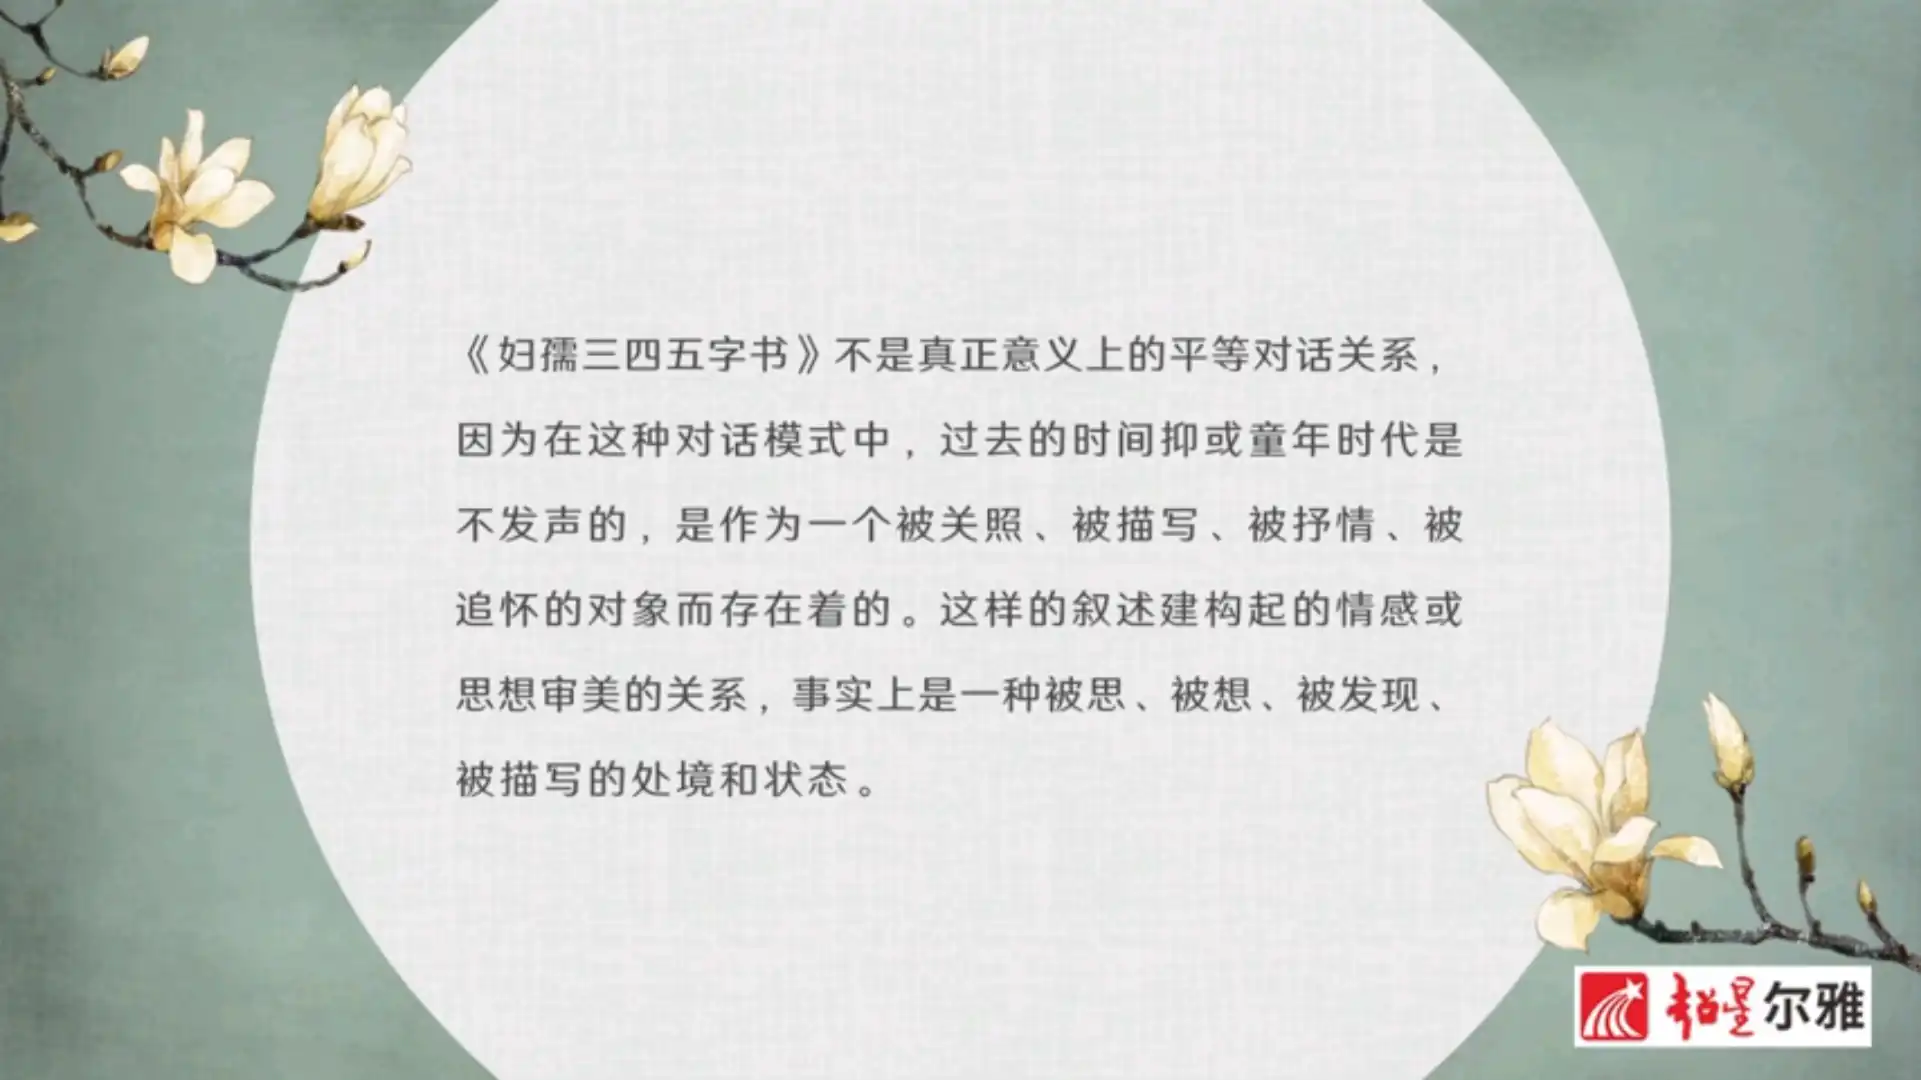 《妇孺三四五字书》不是真正意义上的平等对话关系，
因为在这种对话模式中，过去的时间抑或童年时代是
不发声的，是作为一个被关照、被描写、被抒情、被
追怀的对象而存在着的。这样的叙述建构起的情感或
思想审美的关系，事实上是一种被思、被想、被发现、
被描写的处境和状态。
超星尔雅